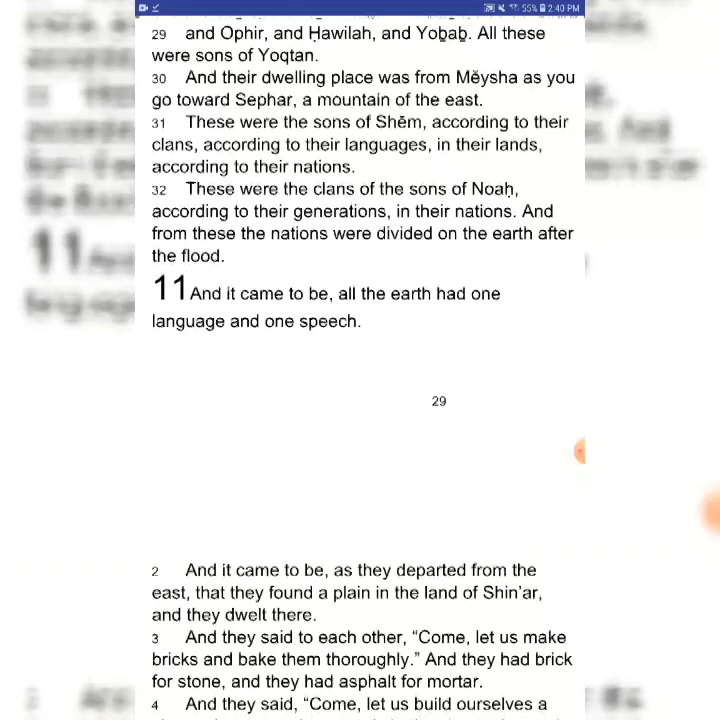 55% 2:40 PM
29 and Ophir, and Ḥawilah, and Yoḇaḇ. All these
were sons of Yoqtan.
30 And their dwelling place was from Mĕysha as you
go toward Sephar, a mountain of the east.
31 These were the sons of Shĕm, according to their
clans, according to their languages, in their lands,
according to their nations.
32 These were the clans of the sons of Noaḥ,
according to their generations, in their nations. And
from these the nations were divided on the earth after
the flood.
11 And it came to be, all the earth had one
language and one speech.
29
2 And it came to be, as they departed from the
east, that they found a plain in the land of Shin’ar,
and they dwelt there.
3 And they said to each other, “Come, let us make
bricks and bake them thoroughly.” And they had brick
for stone, and they had asphalt for mortar.
4 And they said, “Come, let us build ourselves a